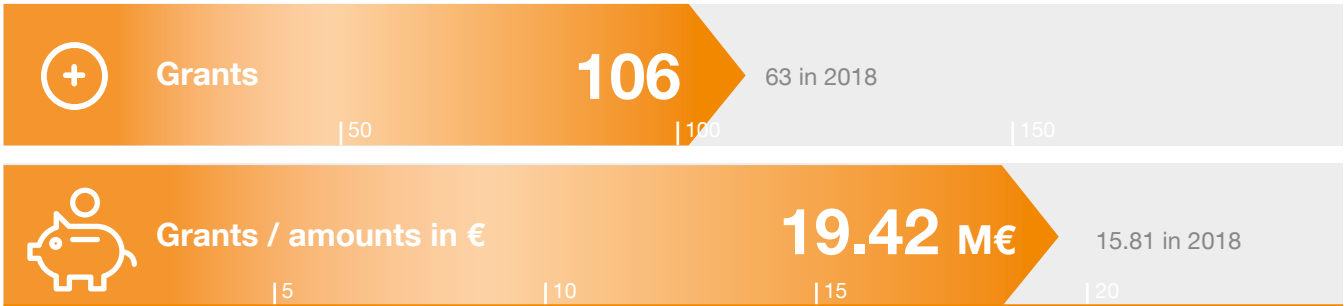 Grants 106 63 in 2018
50 100 150
Grants / amounts in € 19.42 M€ 15.81 in 2018
5 10 15 20